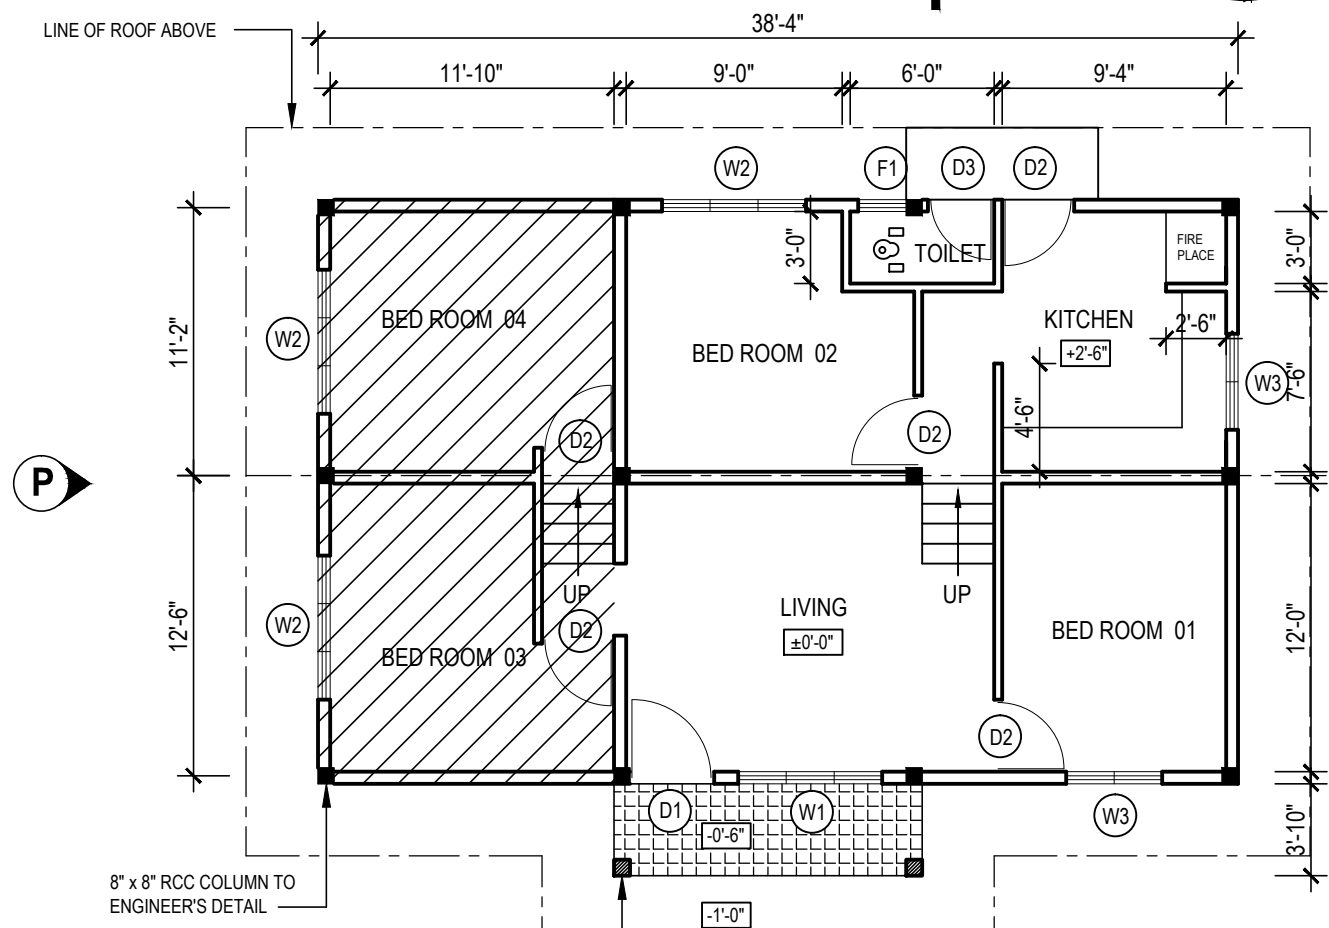 38'-4"
LINE OF ROOF ABOVE
11'-10"
9'-0"
6'-0"
9'-4"
W2
F1
D3
D2
3'-0"
TOILET
FIRE
PLACE
3'-0"
11'-2"
W2
BED ROOM 04
BED ROOM 02
KITCHEN
+2'-6"
2'-6"
W3
7'-6"
4'-6"
D2
D2
P
UP
UP
12'-6"
W2
D2
BED ROOM 03
LIVING
±0'-0"
BED ROOM 01
12'-0"
D2
D1
W1
W3
-0'-6"
3'-10"
8" x 8" RCC COLUMN TO
ENGINEER'S DETAIL
-1'-0"